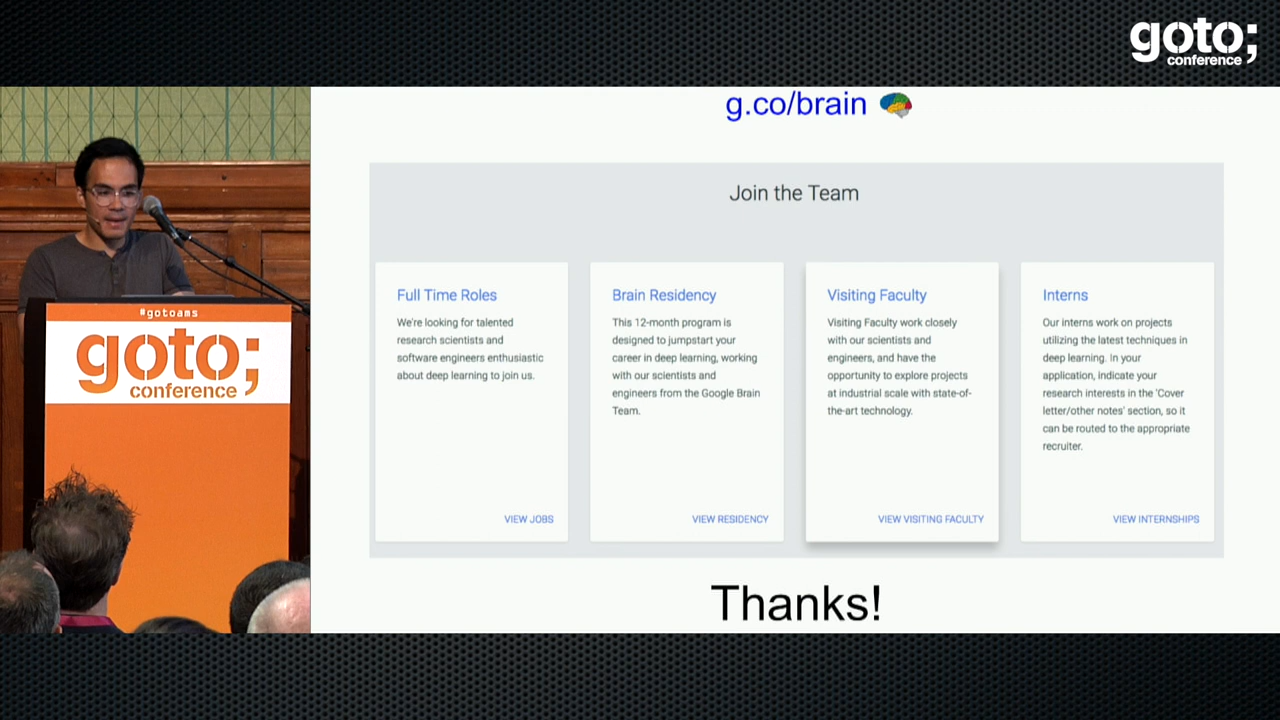 goto;
conference
g.co/brain
Join the Team
Full Time Roles
We're looking for talented
research scientists and
software engineers enthusiastic
about deep learning to join us.
VIEW JOBS
Brain Residency
This 12-month program is
designed to jumpstart your
career in deep learning, working
with our scientists and
engineers from the Google Brain
Team.
VIEW RESIDENCY
Visiting Faculty
Visiting Faculty work closely
with our scientists and
engineers, and have the
opportunity to explore projects
at industrial scale with state-of-
the-art technology.
VIEW VISITING FACULTY
Interns
Our interns work on projects
utilizing the latest techniques in
deep learning. In your
application, indicate your
research interests in the 'Cover
letter/other notes' section, so it
can be routed to the appropriate
recruiter.
VIEW INTERNSHIPS
Thanks!
#gotoams
goto;
conference